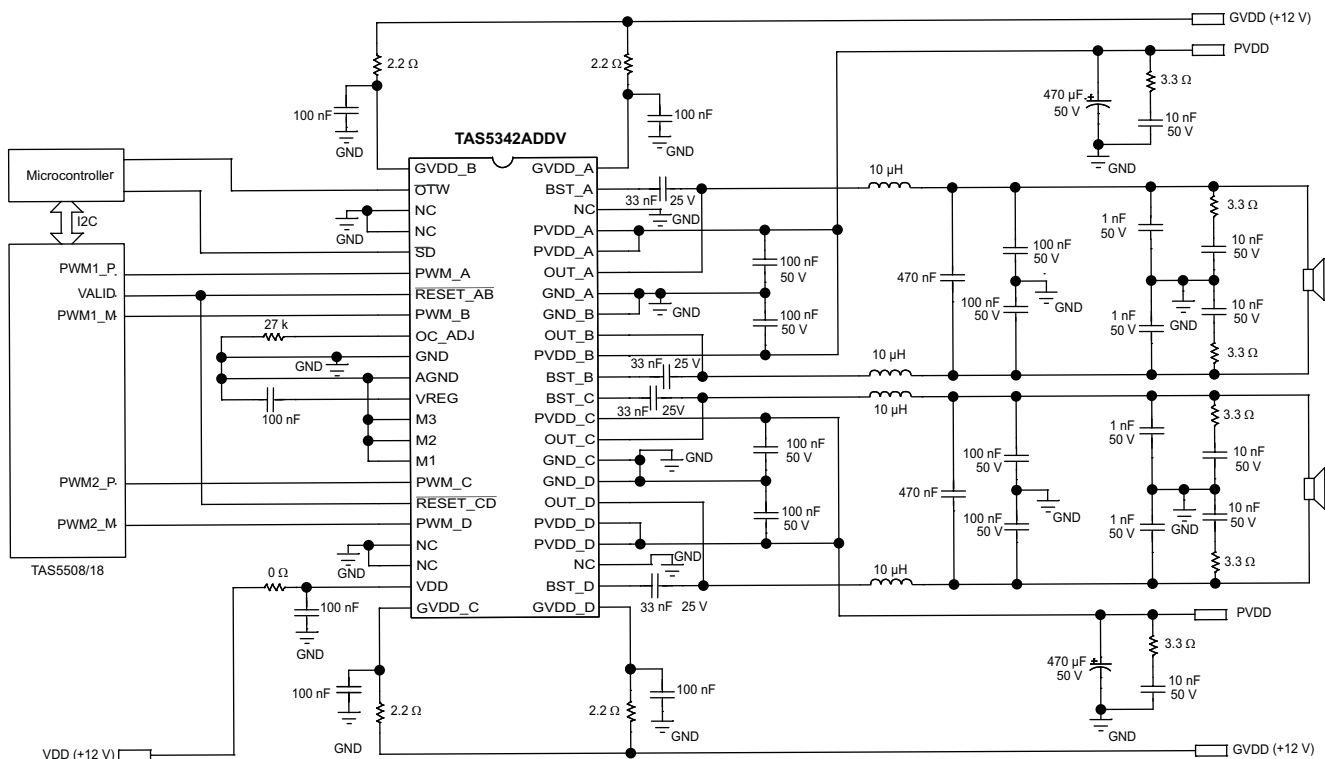 GVDD (+12 V)
PVDD
2.2 Ω
2.2 Ω
3.3 Ω
470 µF
50 V
10 nF
50 V
100 nF
GND
100 nF
GND
GND
TAS5342ADDV
Microcontroller
I2C
PWM1_P
VALID
PWM1_M
PWM2_P
PWM2_M
TAS5508/18
GVDD_B
OTW
NC
NC
SD
PWM_A
RESET_AB
PWM_B
OC_ADJ
GND
AGND
VREG
M3
M2
M1
PWM_C
RESET_CD
PWM_D
NC
NC
VDD
GVDD_C
GVDD_A
BST_A
NC
PVDD_A
PVDD_A
OUT_A
GND_A
GND_B
OUT_B
PVDD_B
BST_B
BST_C
PVDD_C
OUT_C
GND_C
GND_D
OUT_D
PVDD_D
PVDD_D
NC
BST_D
GVDD_D
GND
27 k
GND
100 nF
GND
0 Ω
100 nF
GND
33 nF 25 V
GND
100 nF
50 V
GND
100 nF
50 V
33 nF 25 V
33 nF 25V
100 nF
50 V
GND
GND
100 nF
50 V
GND
33 nF 25 V
10 µH
470 nF
100 nF
50 V
GND
100 nF
50 V
1 nF
50 V
3.3 Ω
10 nF
50 V
GND
1 nF
50 V
10 nF
50 V
3.3 Ω
10 µH
10 µH
470 nF
100 nF
50 V
GND
100 nF
50 V
1 nF
50 V
3.3 Ω
10 nF
50 V
GND
1 nF
50 V
10 nF
50 V
3.3 Ω
10 µH
PVDD
3.3 Ω
470 µF
50 V
10 nF
50 V
GND
100 nF
2.2 Ω
GND
2.2 Ω
100 nF
GND
VDD (+12 V)
GVDD (+12 V)